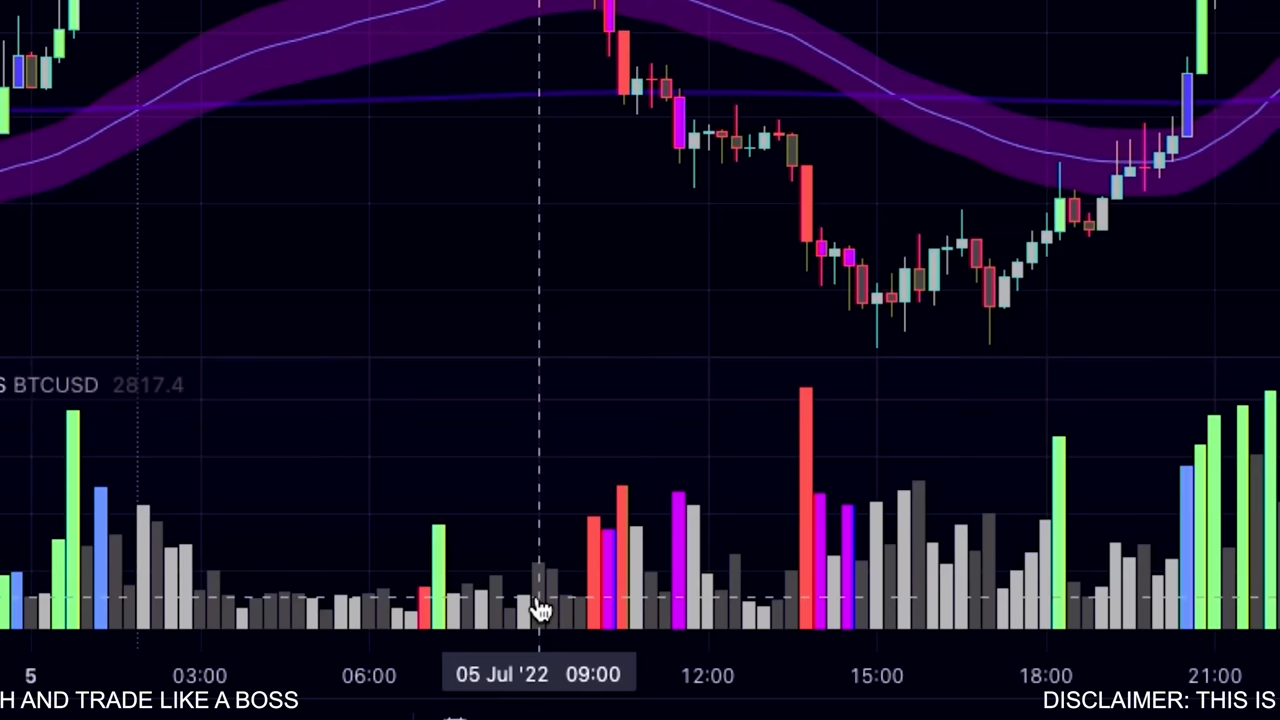 S BTCUSD 2817.4
5 03:00 06:00 05 Jul '22 09:00 12:00 15:00 18:00 21:00
H AND TRADE LIKE A BOSS DISCLAIMER: THIS IS